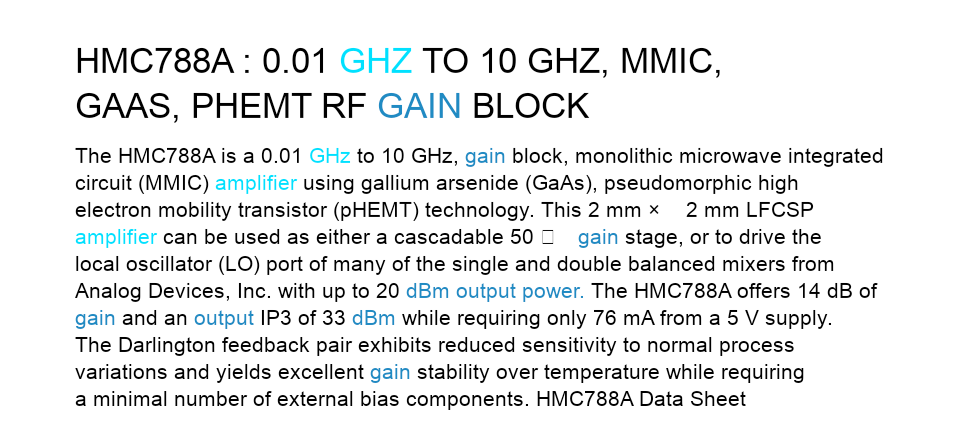 HMC788A : 0.01 GHZ TO 10 GHZ, MMIC,
GAAS, PHEMT RF GAIN BLOCK
The HMC788A is a 0.01 GHz to 10 GHz, gain block, monolithic microwave integrated
circuit (MMIC) amplifier using gallium arsenide (GaAs), pseudomorphic high
electron mobility transistor (pHEMT) technology. This 2 mm × 2 mm LFCSP
amplifier can be used as either a cascadable 50 □ gain stage, or to drive the
local oscillator (LO) port of many of the single and double balanced mixers from
Analog Devices, Inc. with up to 20 dBm output power. The HMC788A offers 14 dB of
gain and an output IP3 of 33 dBm while requiring only 76 mA from a 5 V supply.
The Darlington feedback pair exhibits reduced sensitivity to normal process
variations and yields excellent gain stability over temperature while requiring
a minimal number of external bias components. HMC788A Data Sheet